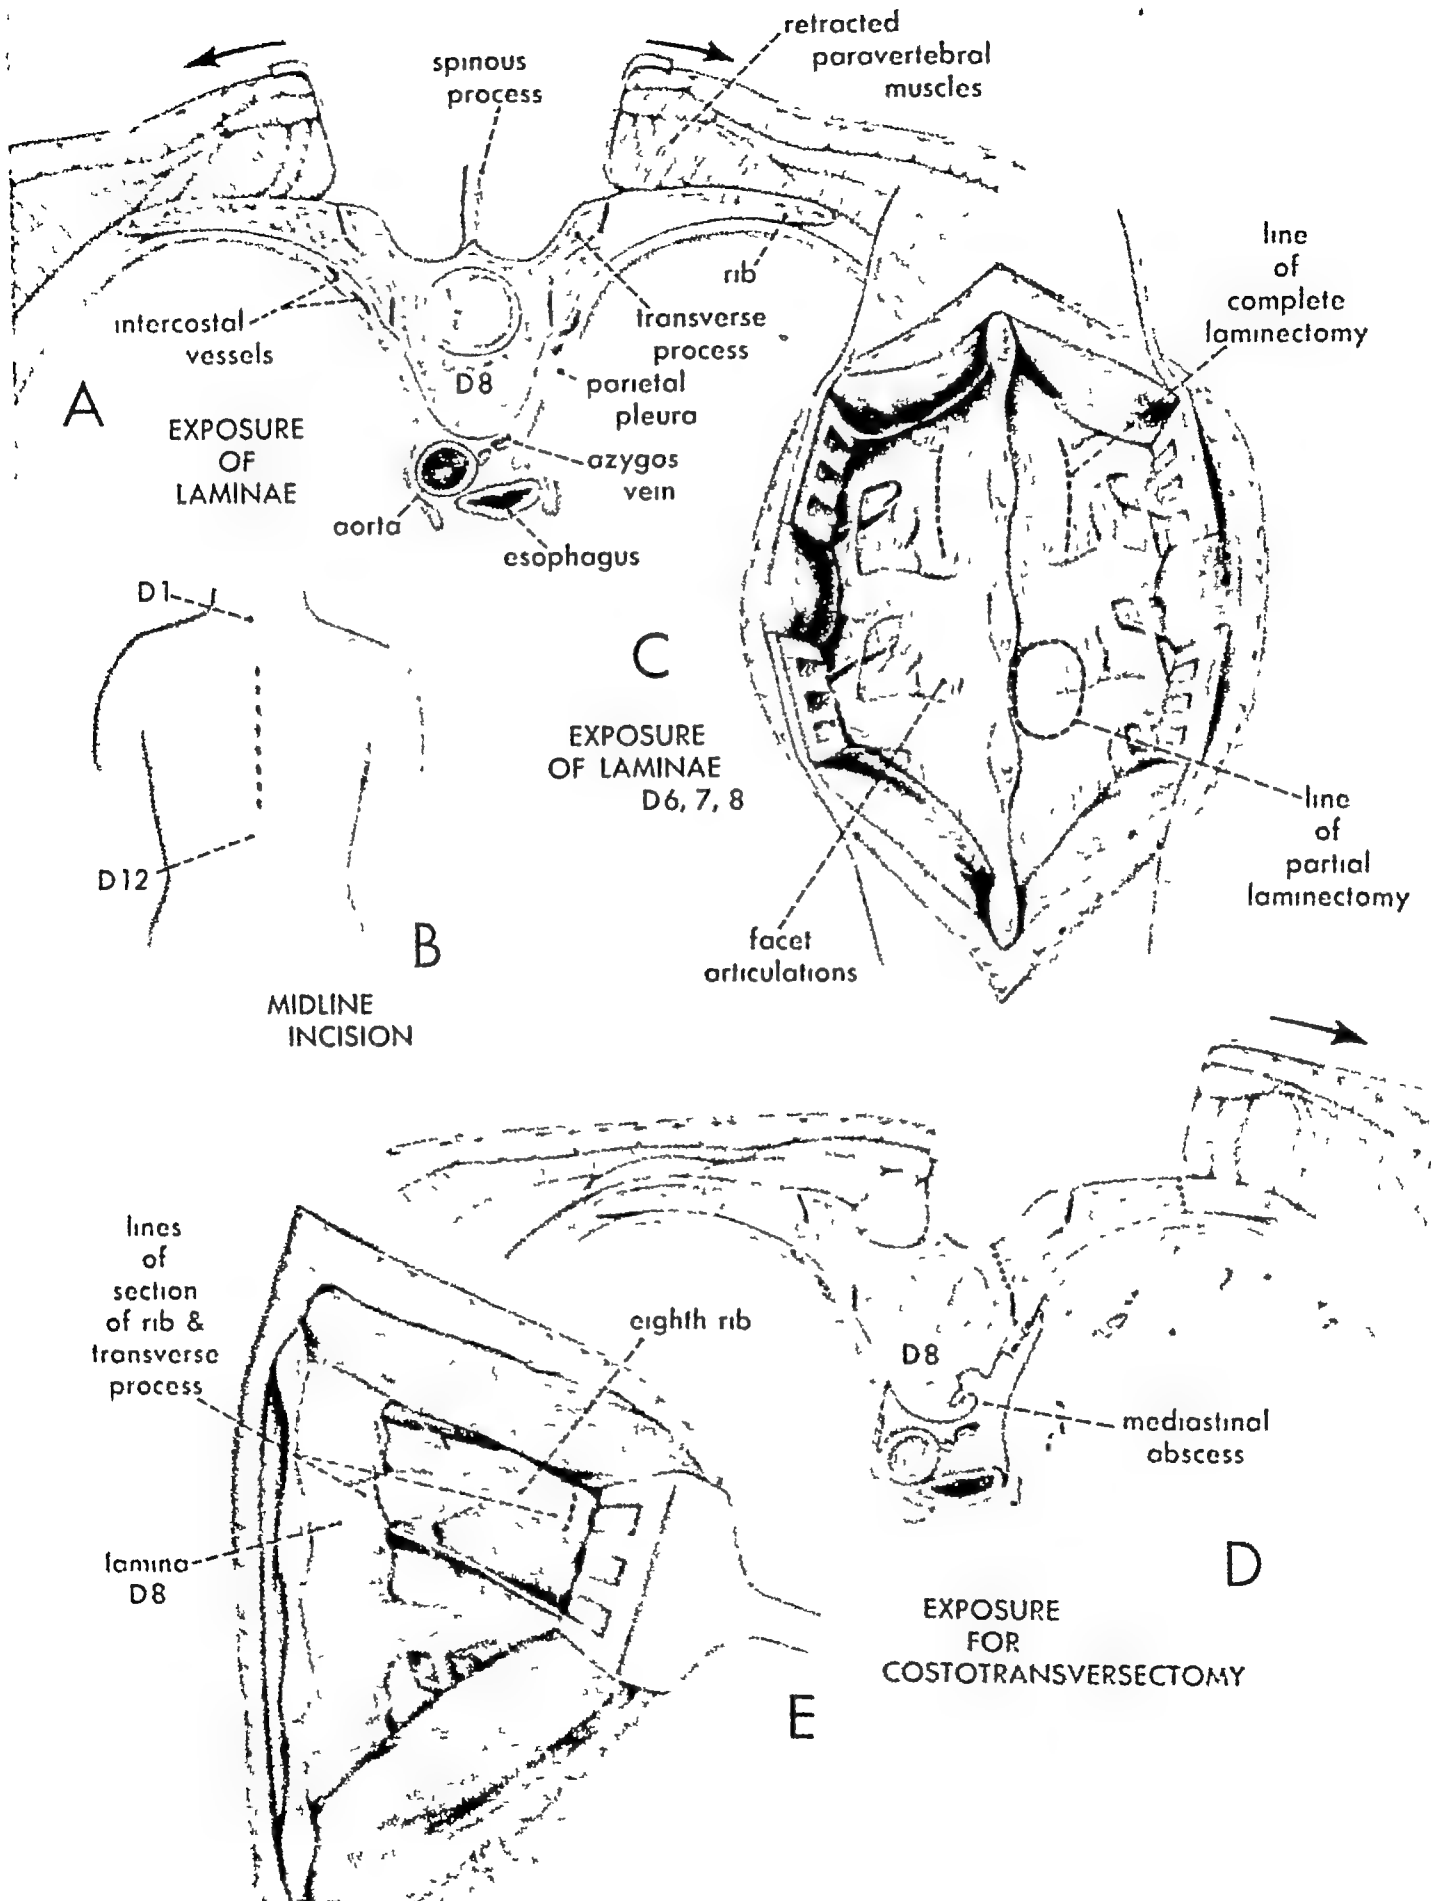 retracted
paravertebral
muscles
spinous
process
rib
transverse
process
intercostal
vessels
D8
parietal
pleura
A
EXPOSURE
OF
LAMINAE
azygos
vein
aorta
esophagus
line
of
complete
laminectomy
D1
D12
B
MIDLINE
INCISION
C
EXPOSURE
OF LAMINAE
D6, 7, 8
line
of
partial
laminectomy
facet
articulations
lines
of
section
of rib &
transverse
process
eighth rib
lamina
D8
E
D8
mediastinal
abscess
D
EXPOSURE
FOR
COSTOTRANSVERSECTOMY